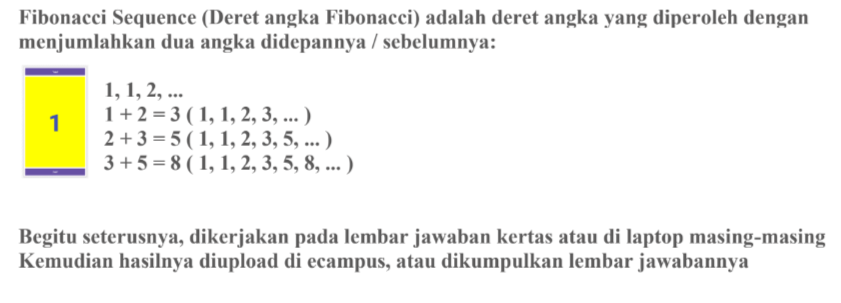 Fibonacci Sequence (Deret angka Fibonacci) adalah deret angka yang diperoleh dengan
menjumlahkan dua angka didepannya / sebelumnya:
1, 1, 2, ...
1 + 2 = 3 ( 1, 1, 2, 3, ... )
1
2 + 3 = 5 ( 1, 1, 2, 3, 5, ... )
3 + 5 = 8 ( 1, 1, 2, 3, 5, 8, ... )
Begitu seterusnya, dikerjakan pada lembar jawaban kertas atau di laptop masing-masing
Kemudian hasilnya diupload di ecampus, atau dikumpulkan lembar jawabannya